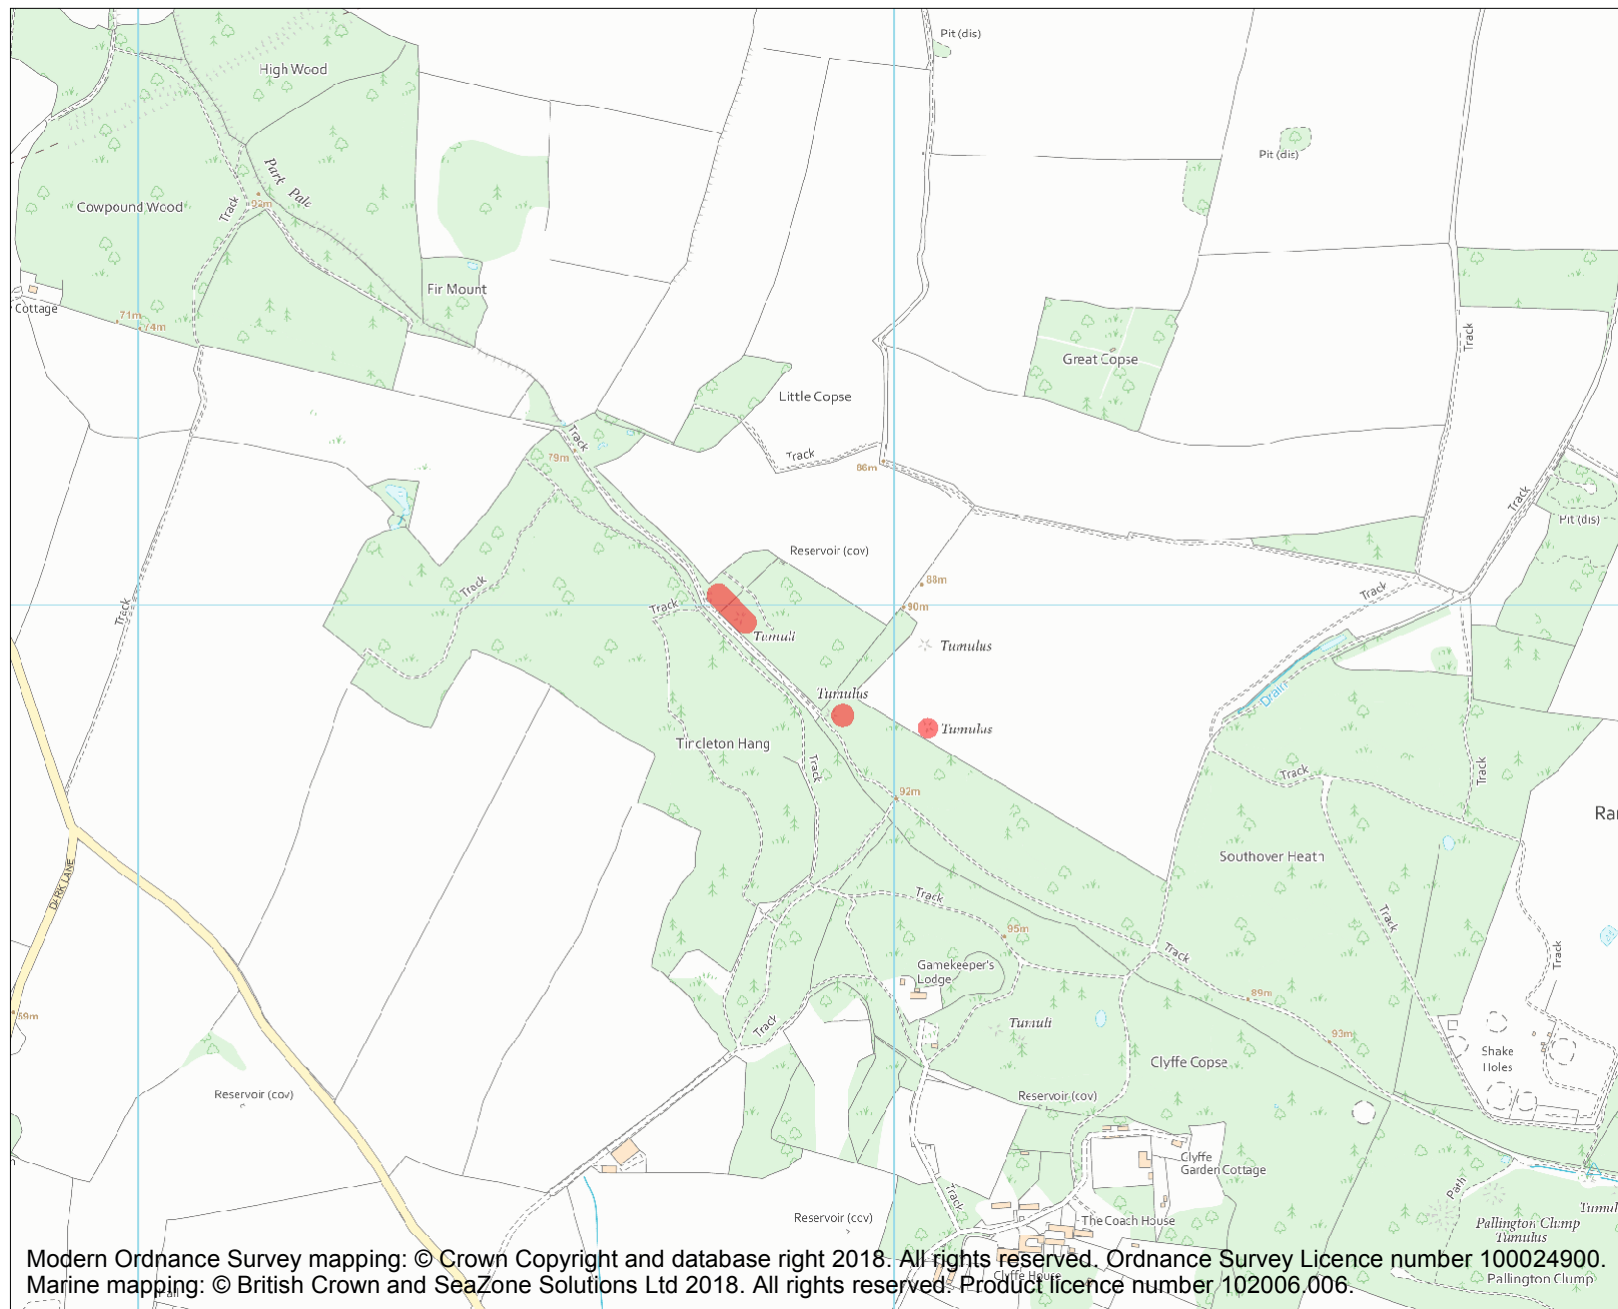 Pit (dis)
High Wood
Pit (dis)
Park Pale
92m
Track
Cowpound Wood
Fir Mount
Cottage
71m
74m
Track
Great Copse
Little Copse
Track
Track
79m
86m
Track
Pit (dis)
Reservoir (cov)
88m
Track
Track
Track
Track
90m
Tumuli
Tumulus
Tumulus
Drain
Tumulus
Tincleton Hang
Track
Track
Track
92m
Southover Heath
DARK LANE
Track
Track
95m
Track
Track
Gamekeeper's
Lodge
89m
59m
Track
Tumuli
93m
Shake
Holes
Clyffe Copse
Reservoir (cov)
Reservoir (cov)
Clyffe
Garden Cottage
Path
Track
Reservoir (cov)
The Coach House
Pallington Clump
Tumulus
Clyffe House
Pallington Clump
Modern Ordnance Survey mapping: © Crown Copyright and database right 2018. All rights reserved. Ordnance Survey Licence number 100024900.
Marine mapping: © British Crown and SeaZone Solutions Ltd 2018. All rights reserved. Product licence number 102006.006.